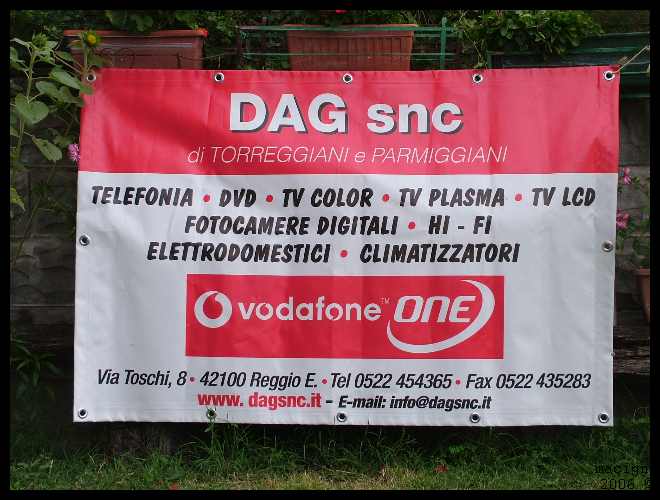 DAG snc
di TORREGGIANI e PARMIGGIANI
TELEFONIA • DVD • TV COLOR • TV PLASMA • TV LCD
FOTOCAMERE DIGITALI • HI - FI
ELETTRODOMESTICI • CLIMATIZZATORI
vodafone™ ONE
Via Toschi, 8 • 42100 Reggio E. • Tel 0522 454365 • Fax 0522 435283
www. dagsnc.it - E-mail: info@dagsnc.it
2006